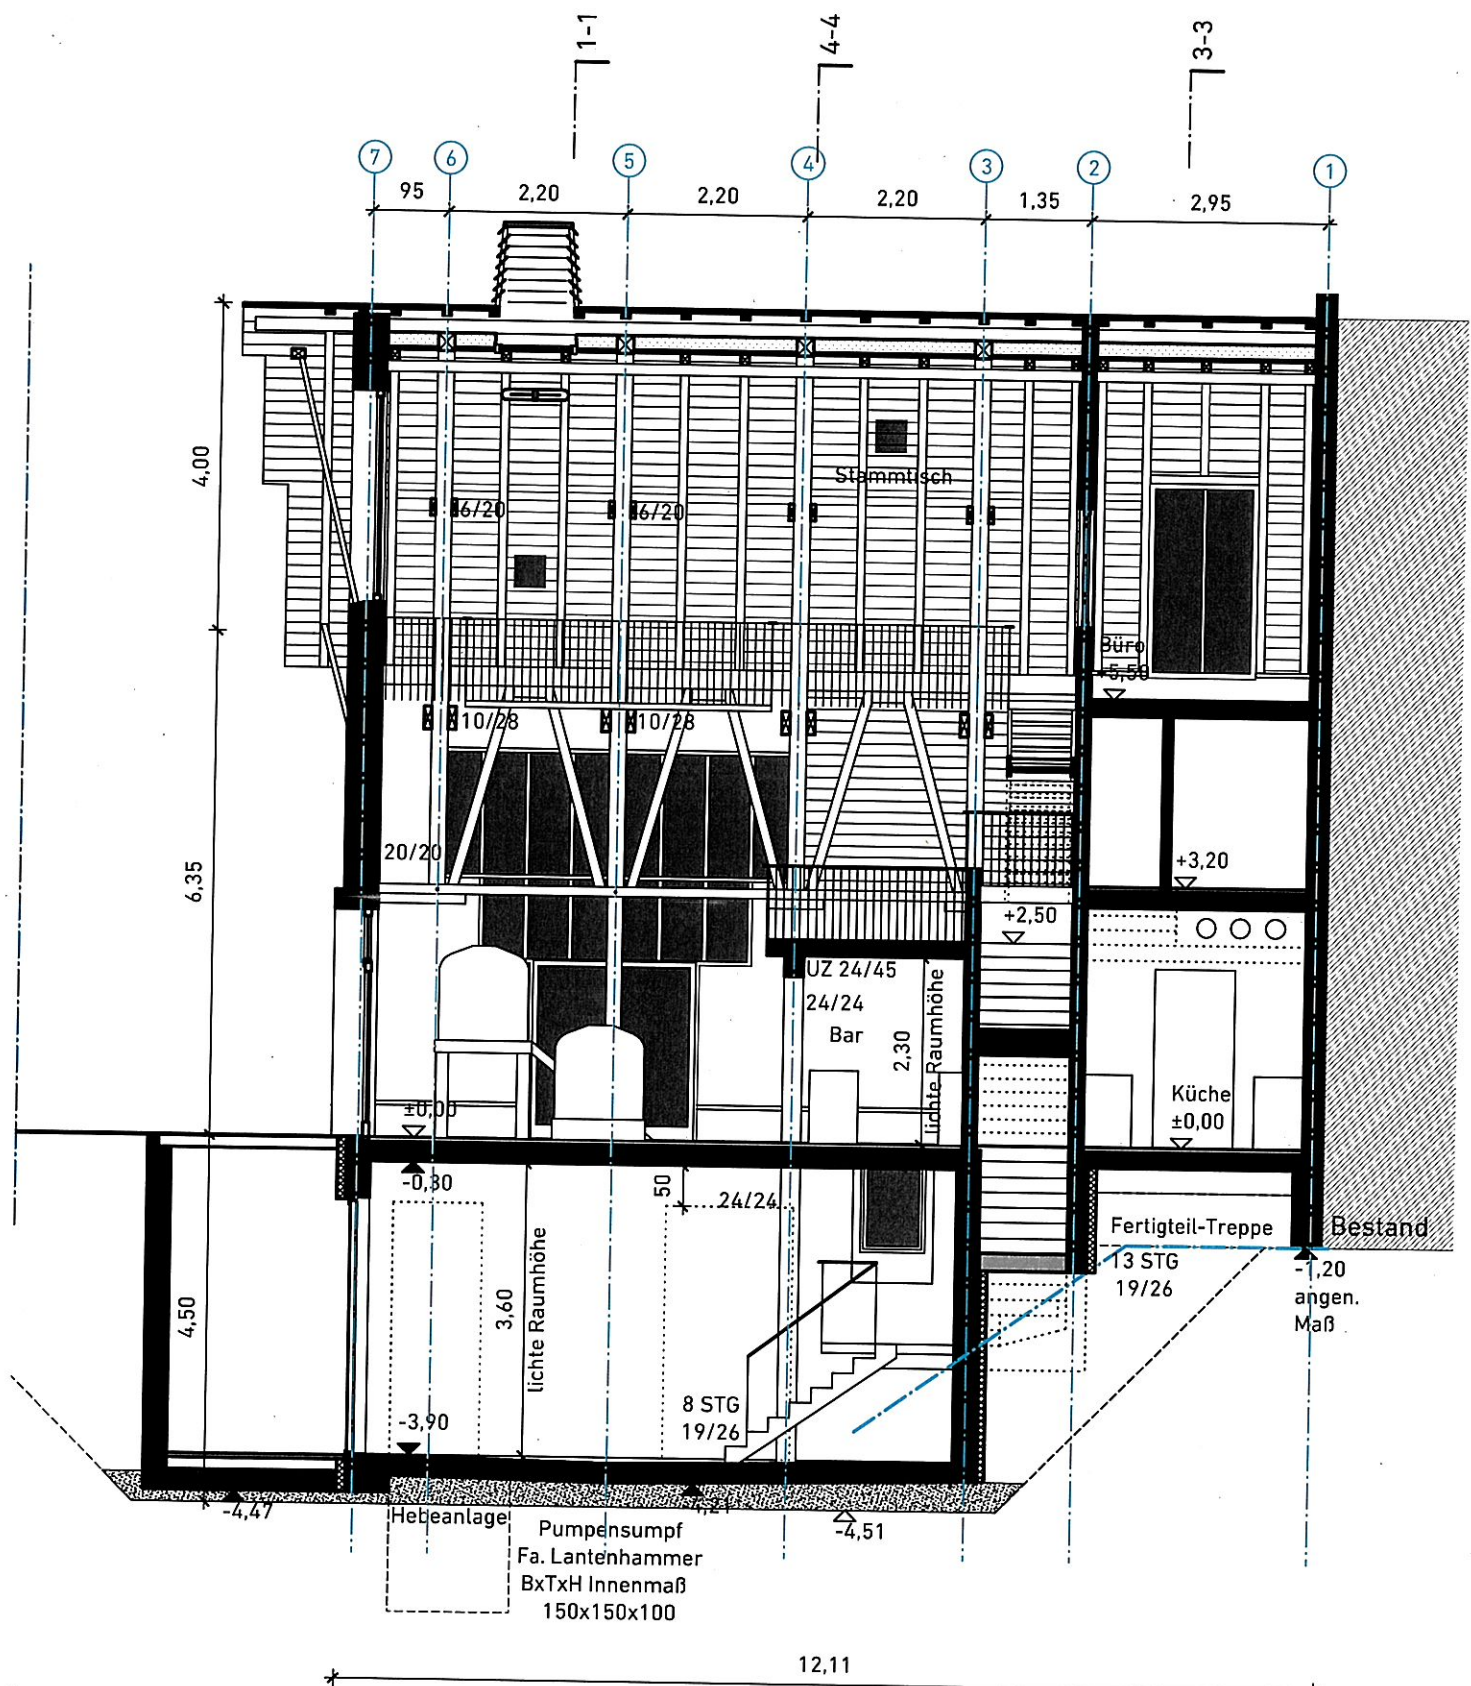 1-1
4-4
3-3
7
6
5
4
3
2
1
95
2,20
2,20
2,20
1,35
2,95
4,00
Stammtisch
6/20
6/20
Büro
+5,50
10/28
10/28
6,35
20/20
+3,20
+2,50
UZ 24/45
24/24
Bar
2,30
lichte Raumhöhe
Küche
±0,00
±0,00
-0,30
50
24/24
Fertigteil-Treppe
13 STG
19/26
Bestand
-1,20
angen.
Maß
4,50
3,60
lichte Raumhöhe
8 STG
19/26
-3,90
-4,47
Hebeanlage
-4,21
-4,51
Pumpensumpf
Fa. Lantenhammer
BxTxH Innenmaß
150x150x100
12,11